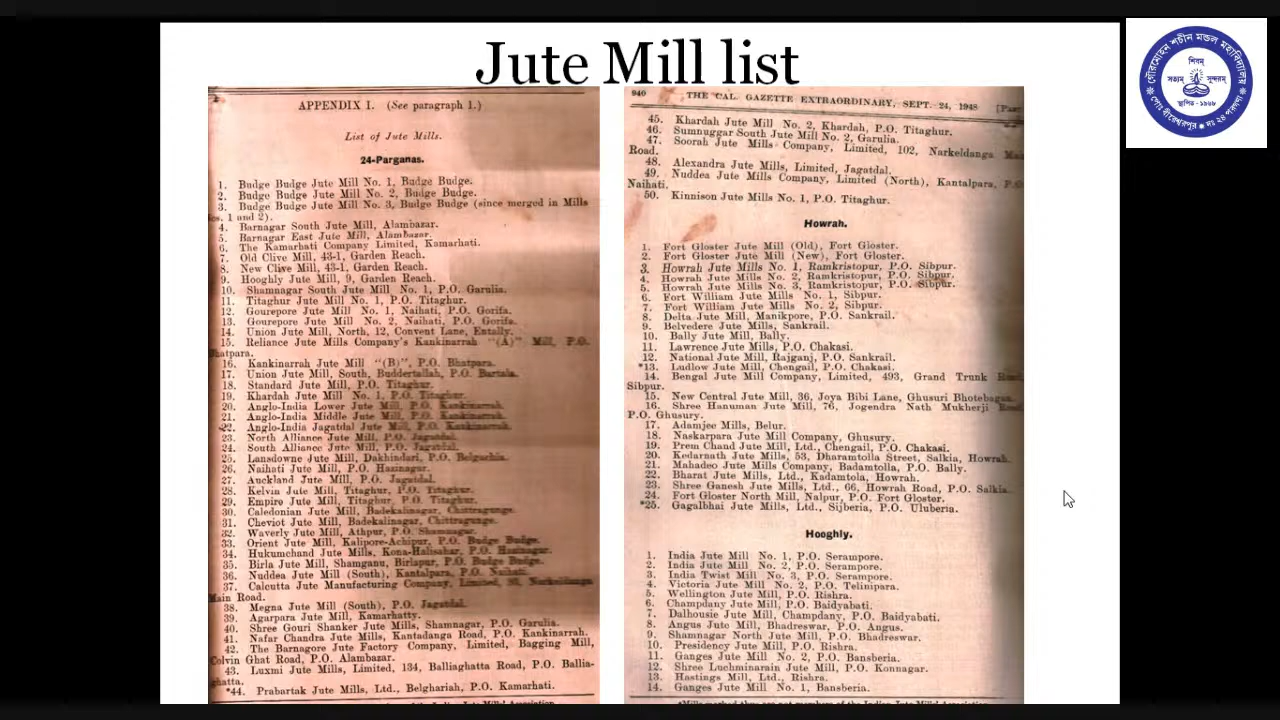 Jute Mill list
গৌরমোহন শচীন মন্ডল মহাবিদ্যালয়
শিবম্
সত্যম্ সুন্দরম্
স্থাপিত - ১৯৬৮
APPENDIX I. (See paragraph 1.)
List of Jute Mills.
24-Parganas.
1. Budge Budge Jute Mill No. 1, Budge Budge.
2. Budge Budge Jute Mill No. 2, Budge Budge.
3. Budge Budge Jute Mill No. 3, Budge Budge (since merged in Mills
1 and 2).
4. Barnagar South Jute Mill, Alambazar.
5. Barnagar East Jute Mill, Alambazar.
6. The Kamarhati Company Limited, Kamarhati.
7. Old Clive Mill, 43-1, Garden Reach.
8. New Clive Mill, 43-1, Garden Reach.
9. Hooghly Jute Mill, 9, Garden Reach.
10. Shamnagar South Jute Mill No. 1, P.O. Garulia.
11. Titaghur Jute Mill No. 1, P.O. Titaghur.
12. Gourepore Jute Mill No. 1, Naihati, P.O. Gorifa.
13. Gourepore Jute Mill No. 2, Naihati, P.O. Gorifa.
14. Union Jute Mill, North, 12, Convent Lane, Entally.
15. Reliance Jute Mills Company's Kankinarrah "(A)" Mill, P.O.
Bhatpara.
16. Kankinarrah Jute Mill "(B)", P.O. Bhatpara.
17. Union Jute Mill, South, Budderfallah, P.O. Bartala.
18. Standard Jute Mill, P.O. Titaghur.
19. Khardah Jute Mill No. 1, P.O. Titaghur.
20. Anglo-India Lower Jute Mill, P.O. Kankinarrah.
21. Anglo-India Middle Jute Mill, P.O. Kankinarrah.
22. Anglo-India Jagatdal Jute Mill, P.O. Kankinarrah.
23. North Alliance Jute Mill, P.O. Jagatdal.
24. South Alliance Jute Mill, P.O. Jagatdal.
25. Lansdowne Jute Mill, Dakhindari, P.O. Belgachia.
26. Naihati Jute Mill, P.O. Hazinagar.
27. Auckland Jute Mill, P.O. Jagatdal.
28. Kelvin Jute Mill, Titaghur, P.O. Titaghur.
29. Empire Jute Mill, Titaghur, P.O. Titaghur.
30. Caledonian Jute Mill, Badekalinagar, Chittragunge.
31. Cheviot Jute Mill, Badekalinagar, Chittragunge.
32. Waverly Jute Mill, Athpur, P.O. Shamnagar.
33. Orient Jute Mill, Kalipore-Achipur, P.O. Budge Budge.
34. Hukumchand Jute Mills, Kona-Halisahar, P.O. Hazinagar.
35. Birla Jute Mill, Shamganu, Birlapur, P.O. Budge Budge.
36. Nuddea Jute Mill (South), Kantalpara, P.O. Naihati.
37. Calcutta Jute Manufacturing Company,
Main Road.
38. Megna Jute Mill (South), P.O. Jagatdal.
39. Agarpara Jute Mill, Kamarhatty.
40. Shree Gouri Shanker Jute Mills, Shamnagar, P.O. Garulia.
41. Nafar Chandra Jute Mills, Kantadanga Road, P.O. Kankinarrah.
42. The Barnagore Jute Factory Company, Limited, Bagging Mill,
Colvin Ghat Road, P.O. Alambazar.
43. Luxmi Jute Mills, Limited, 134, Balliaghatta Road, P.O. Ballia-
ghatta.
*44. Prabartak Jute Mills, Ltd., Belghariah, P.O. Kamarhati.
940 THE CAL. GAZETTE EXTRAORDINARY, SEPT. 24, 1948 [Part
45. Khardah Jute Mill No. 2, Khardah, P.O. Titaghur.
46. Sumnuggar South Jute Mill No. 2, Garulia.
47. Soorah Jute Mills Company, Limited, 102, Narkeldanga Main
Road.
48. Alexandra Jute Mills, Limited, Jagatdal.
49. Nuddea Jute Mills Company, Limited (North), Kantalpara, P.O.
Naihati.
50. Kinnison Jute Mills No. 1, P.O. Titaghur.
Howrah.
1. Fort Gloster Jute Mill (Old), Fort Gloster.
2. Fort Gloster Jute Mill (New), Fort Gloster.
3. Howrah Jute Mills No. 1, Ramkristopur, P.O. Sibpur.
4. Howrah Jute Mills No. 2, Ramkristopur, P.O. Sibpur.
5. Howrah Jute Mills No. 3, Ramkristopur, P.O. Sibpur.
6. Fort William Jute Mills No. 1, Sibpur.
7. Fort William Jute Mills No. 2, Sibpur.
8. Delta Jute Mill, Manikpore, P.O. Sankrail.
9. Belvedere Jute Mills, Sankrail.
10. Bally Jute Mill, Bally.
11. Lawrence Jute Mills, P.O. Chakasi.
12. National Jute Mill, Rajganj, P.O. Sankrail.
*13. Ludlow Jute Mill, Chengail, P.O. Chakasi.
14. Bengal Jute Mill Company, Limited, 493, Grand Trunk Road,
Sibpur.
15. New Central Jute Mill, 36, Joya Bibi Lane, Ghusuri Bhotebagan.
16. Shree Hanuman Jute Mill, 76, Jogendra Nath Mukherji Road,
P.O. Ghusury.
17. Adamjee Mills, Belur.
18. Naskarpara Jute Mill Company, Ghusury.
19. Prem Chand Jute Mill, Ltd., Chengail, P.O. Chakasi.
20. Kedarnath Jute Mills, 53, Dharamtolla Street, Salkia, Howrah.
21. Mahadeo Jute Mills Company, Badamtolla, P.O. Bally.
22. Bharat Jute Mills, Ltd., Kadamtola, Howrah.
23. Shree Ganesh Jute Mills, Ltd., 66, Howrah Road, P.O. Salkia.
24. Fort Gloster North Mill, Nalpur, P.O. Fort Gloster.
*25. Gagalbhai Jute Mills, Ltd., Sijberia, P.O. Uluberia.
Hooghly.
1. India Jute Mill No. 1, P.O. Serampore.
2. India Jute Mill No. 2, P.O. Serampore.
3. India Twist Mill No. 3, P.O. Serampore.
4. Victoria Jute Mill No. 2, P.O. Telinipara.
5. Wellington Jute Mill, P.O. Rishra.
6. Champdany Jute Mill, P.O. Baidyabati.
7. Dalhousie Jute Mill, Champdany, P.O. Baidyabati.
8. Angus Jute Mill, Bhadreswar, P.O. Angus.
9. Shamnagar North Jute Mill, P.O. Bhadreswar.
10. Presidency Jute Mill, P.O. Rishra.
11. Ganges Jute Mill No. 2, P.O. Bansberia.
12. Shree Luchminarain Jute Mill, P.O. Konnagar.
13. Hastings Mill, Ltd., Rishra.
14. Ganges Jute Mill No. 1, Bansberia.